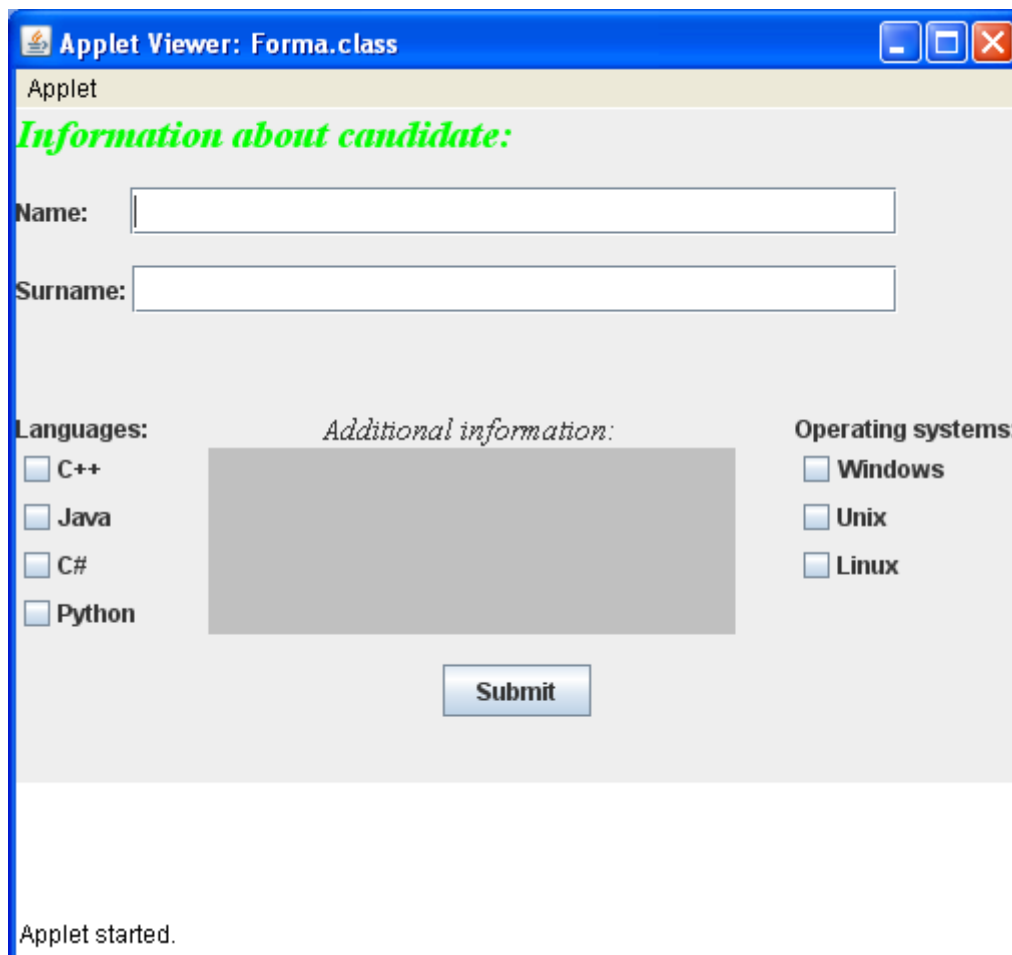 Applet Viewer: Forma.class
Applet
Information about candidate:
Name:
Surname:
Languages:
C++
Java
C#
Python
Additional information:
Operating systems:
Windows
Unix
Linux
Submit
Applet started.